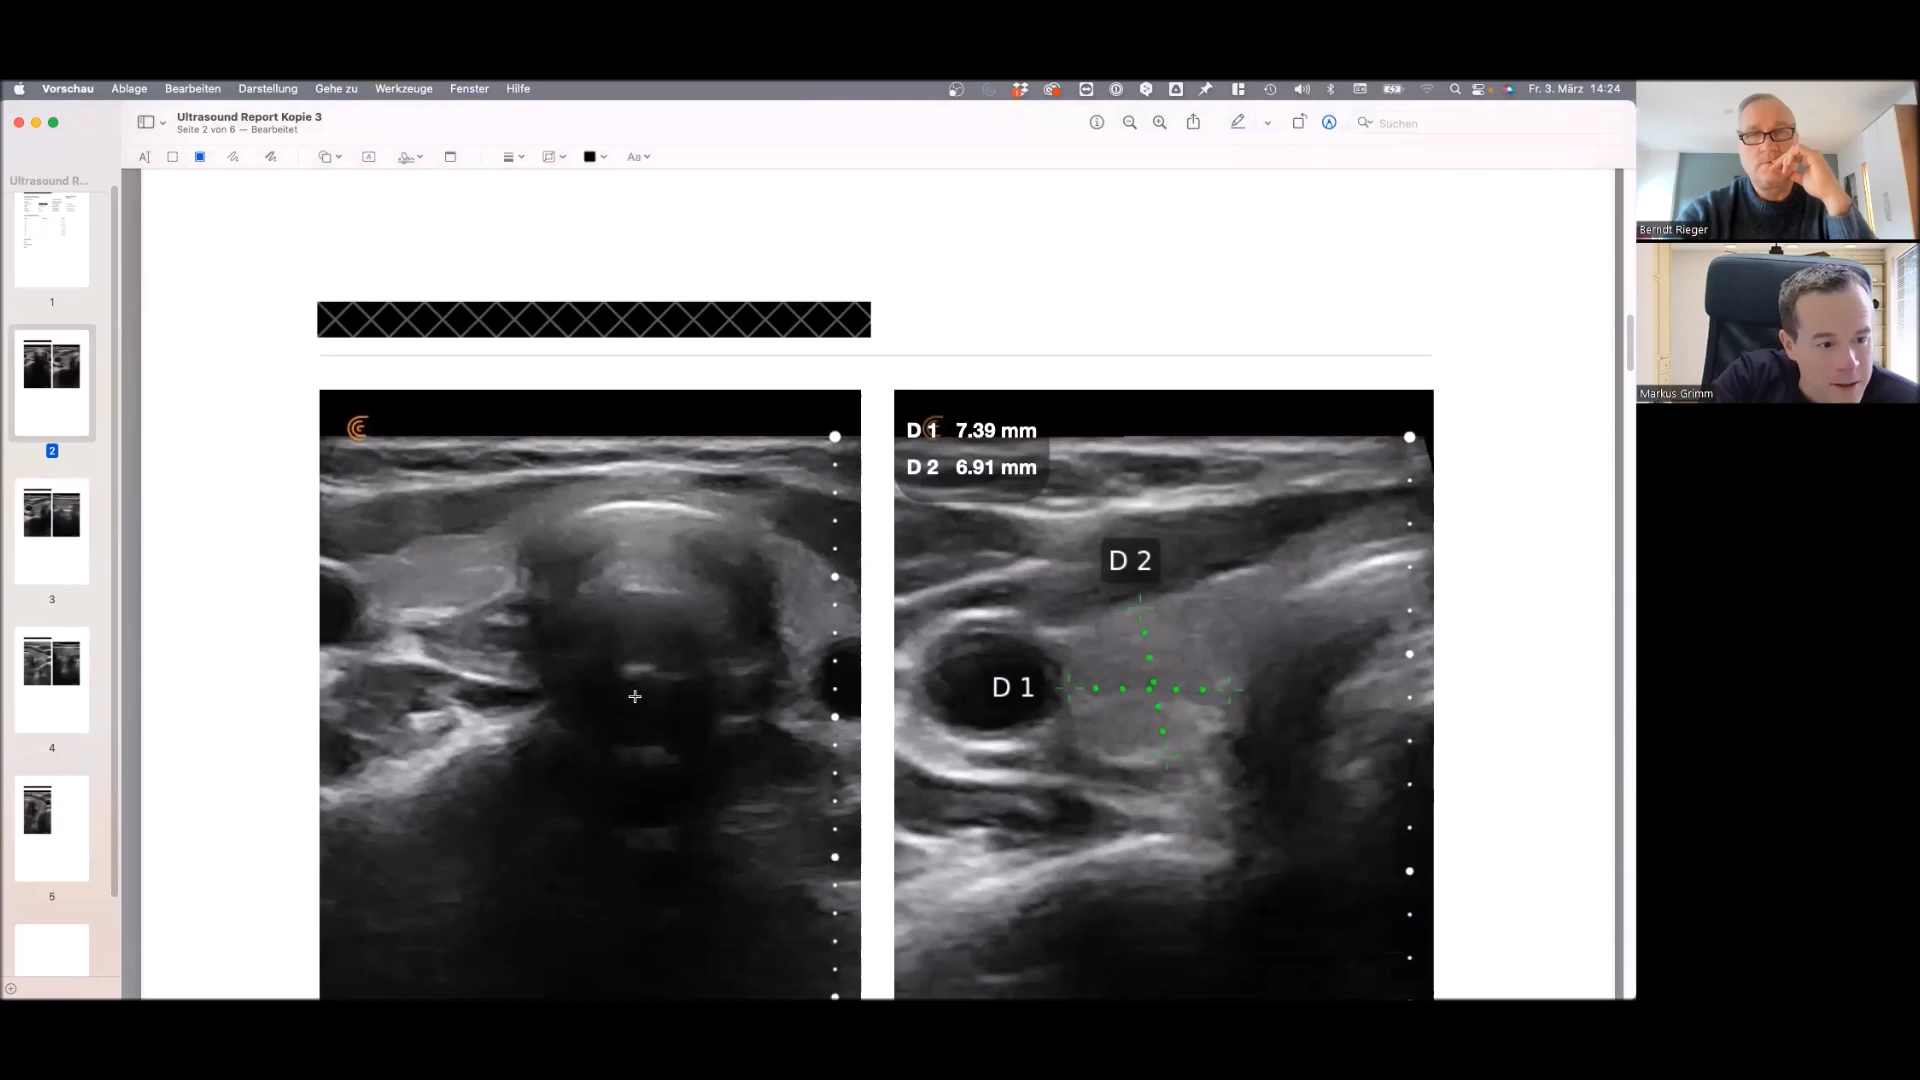 Vorschau Ablage Bearbeiten Darstellung Gehe zu Werkzeuge Fenster Hilfe
Fr. 3. März 14:24
Ultrasound Report Kopie 3
Seite 2 von 6 — Bearbeitet
Suchen
Aa
Ultrasound R...
1
2
3
4
5
D 1 7.39 mm
D 2 6.91 mm
D 2
D 1
Berndt Rieger
Markus Grimm